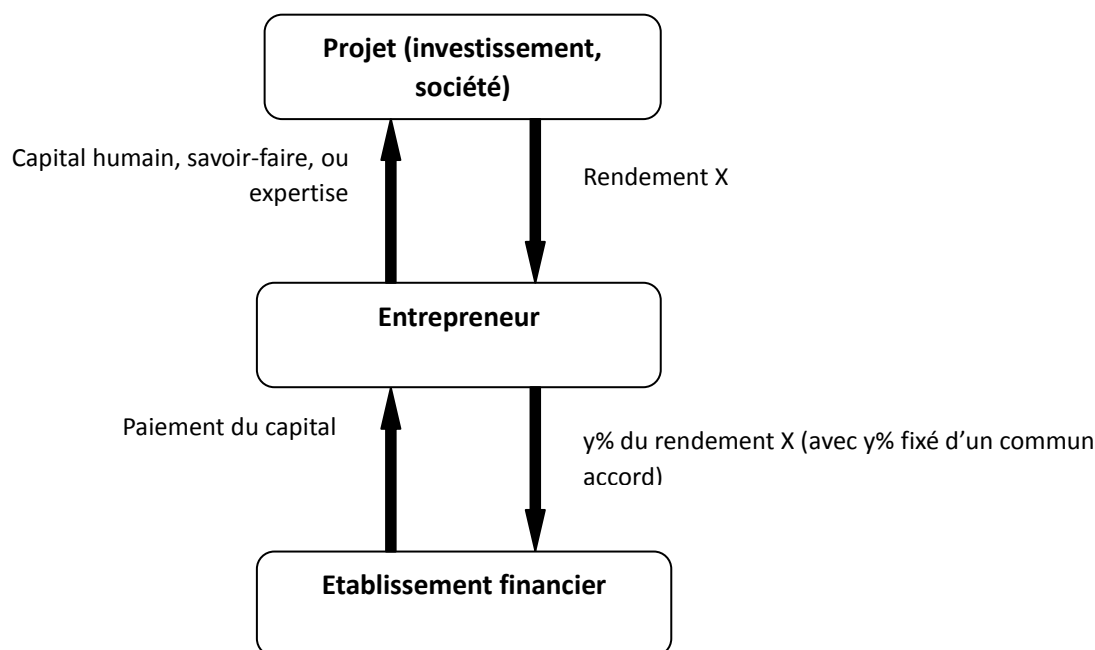 Projet (investissement,
société)
Capital humain, savoir-faire, ou
expertise
Rendement X
Entrepreneur
Paiement du capital
y% du rendement X (avec y% fixé d’un commun
accord)
Etablissement financier